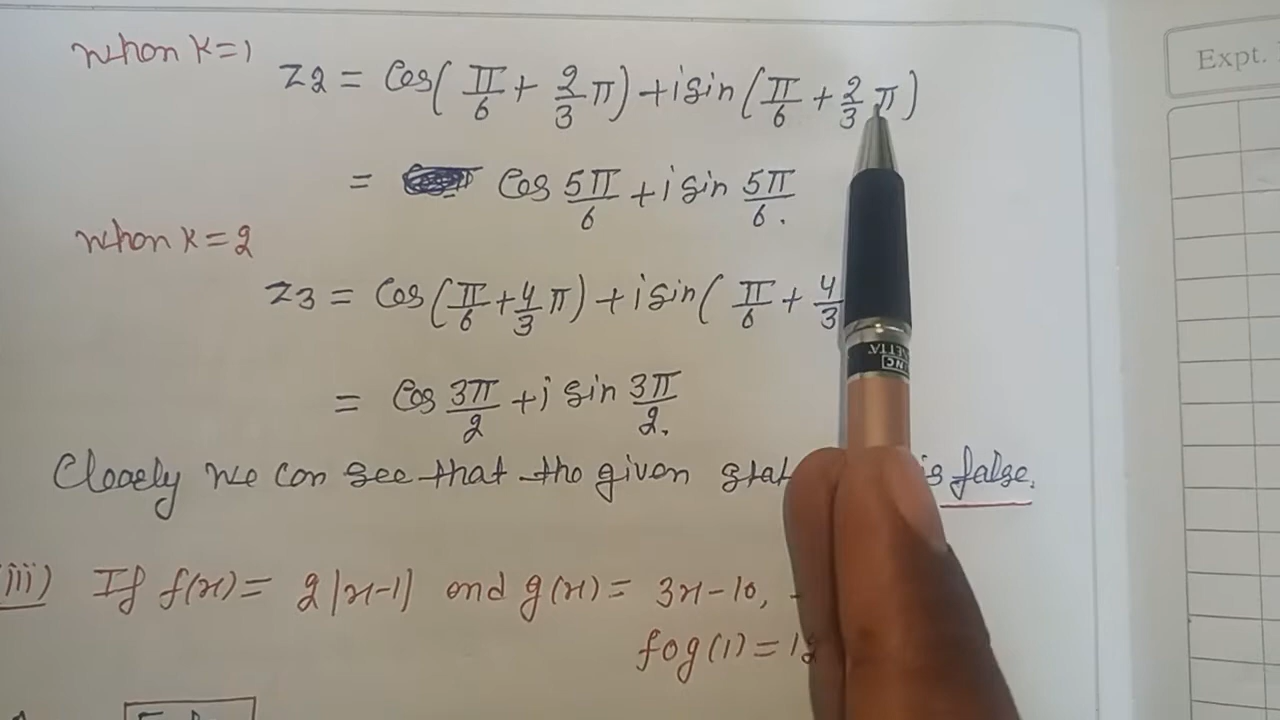 when k=1
z2 = cos(π/6 + 2/3 π) + i sin(π/6 + 2/3 π)
= cos 5π/6 + i sin 5π/6.
when k=2
z3 = cos(π/6 + 4/3 π) + i sin( π/6 + 4/3
= cos 3π/2 + i sin 3π/2.
Clearly we can see that the given is false.
iii) If f(x) = 2|x-1| and g(x) = 3x-10,
fog(1) = 12
Expt.